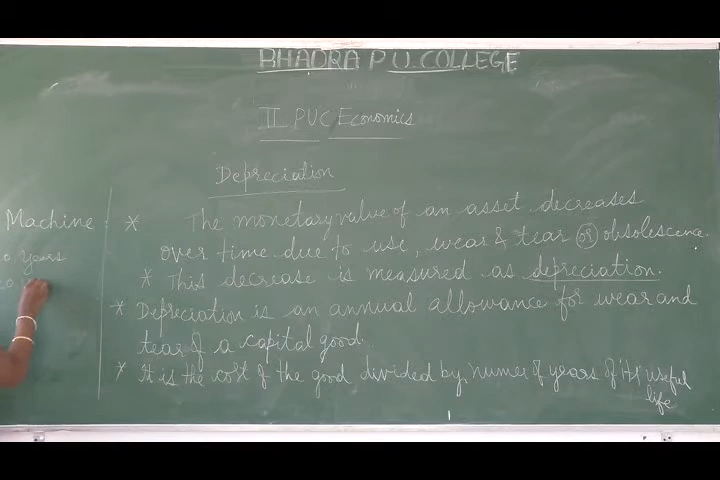 BHADRA P U. COLLEGE
II PUC Economics
Depreciation
Machine
Years
* The monetary value of an asset decreases
over time due to use, wear & tear or obsolescence.
* This decrease is measured as depreciation.
* Depreciation is an annual allowance for wear and
tear of a capital good.
* It is the cost of the good divided by numer of years of its useful
life